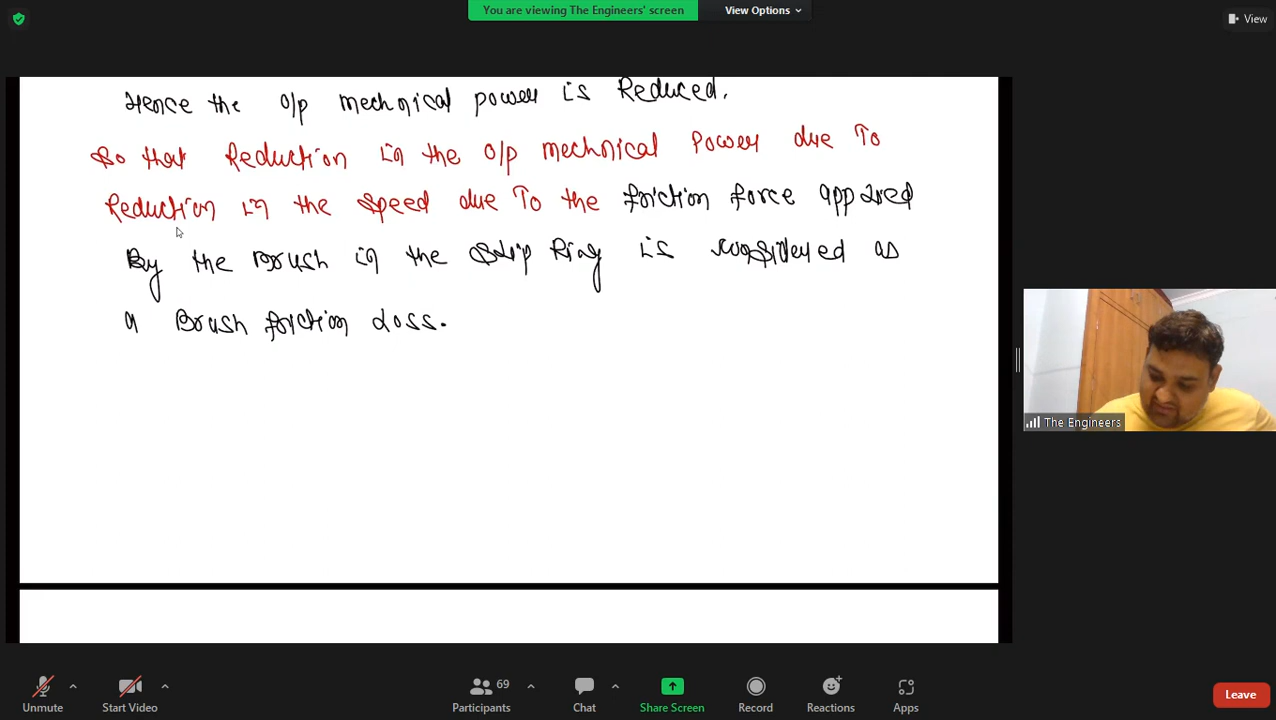 You are viewing The Engineers' screen
View Options
View
Hence the o/p mechnical power is Reduced.
So that Reduction in the o/p mechnical Power due To
Reduction in the speed due To the friction force appared
By the Brush in the slip Ring is considered as
a Brush friction Loss.
The Engineers
69
Unmute
Start Video
Participants
Chat
Share Screen
Record
Reactions
Apps
Leave